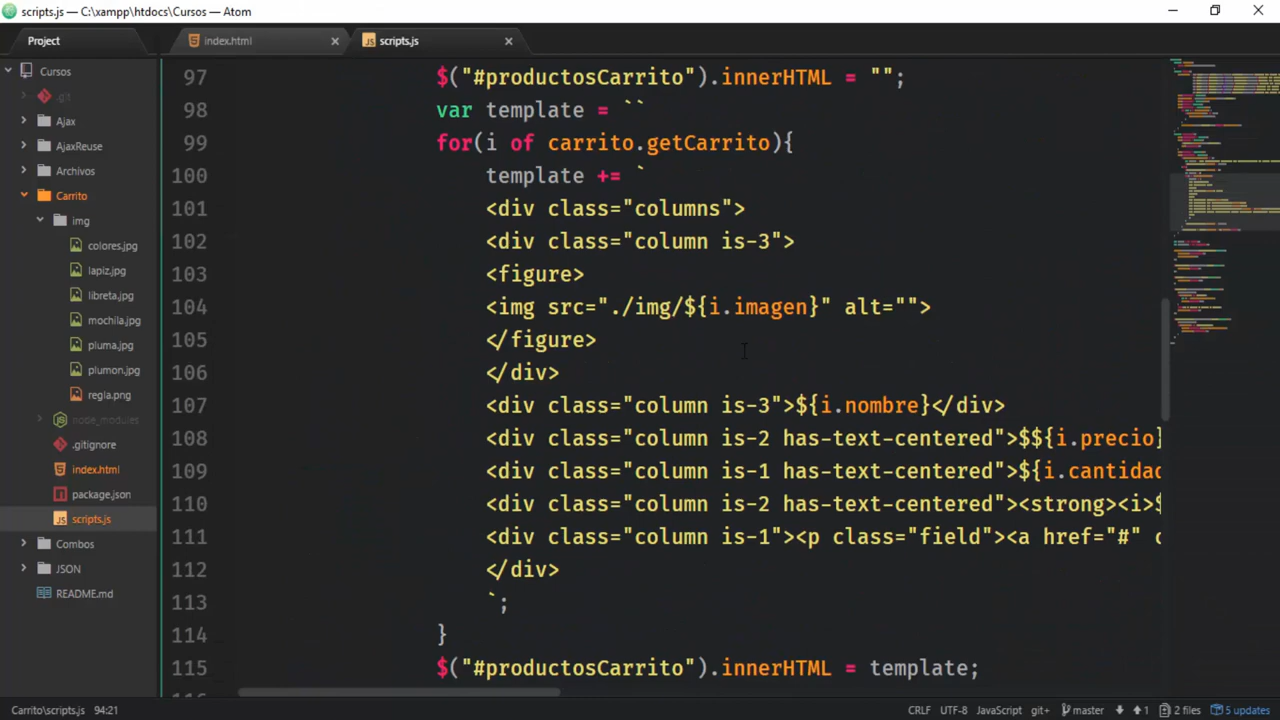 scripts.js — C:\xampp\htdocs\Cursos — Atom
Project
index.html
scripts.js
Cursos
.git
Ajax
AjaxReuse
Archivos
Carrito
img
colores.jpg
lapiz.jpg
libreta.jpg
mochila.jpg
pluma.jpg
plumon.jpg
regla.png
node_modules
.gitignore
index.html
package.json
scripts.js
Combos
JSON
README.md
97 $("#productosCarrito").innerHTML = "";
98 var template = ``
99 for(i of carrito.getCarrito){
100 template += `
101 <div class="columns">
102 <div class="column is-3">
103 <figure>
104 <img src="./img/${i.imagen}" alt="">
105 </figure>
106 </div>
107 <div class="column is-3">${i.nombre}</div>
108 <div class="column is-2 has-text-centered">$${i.precio}
109 <div class="column is-1 has-text-centered">${i.cantidad
110 <div class="column is-2 has-text-centered"><strong><i>$
111 <div class="column is-1"><p class="field"><a href="#" c
112 </div>
113 `;
114 }
115 $("#productosCarrito").innerHTML = template;
Carrito\scripts.js 94:21
CRLF UTF-8 JavaScript git+ master 1 2 files 5 updates